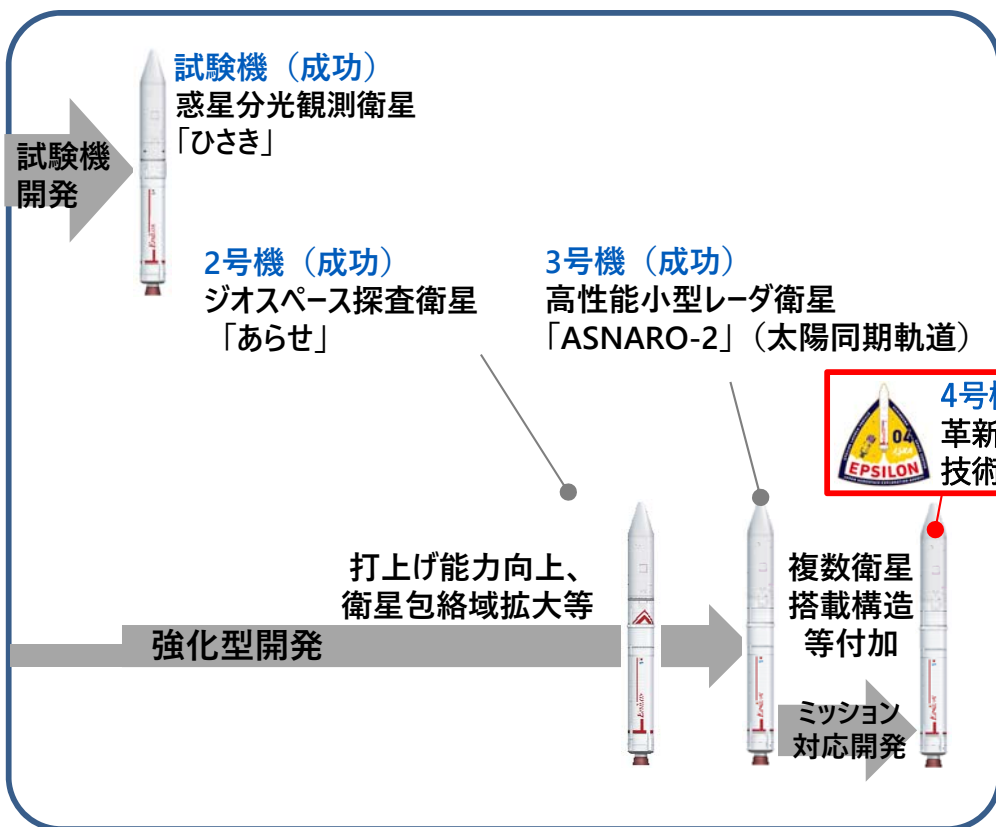 試験機（成功）
惑星分光観測衛星
「ひさき」
試験機
開発
2号機（成功）
ジオスペース探査衛星
「あらせ」
3号機（成功）
高性能小型レーダ衛星
「ASNARO-2」（太陽同期軌道）
4号機
革新
技術
04
EPSILON
打上げ能力向上、
衛星包絡域拡大等
複数衛星
搭載構造
等付加
強化型開発
ミッション
対応開発